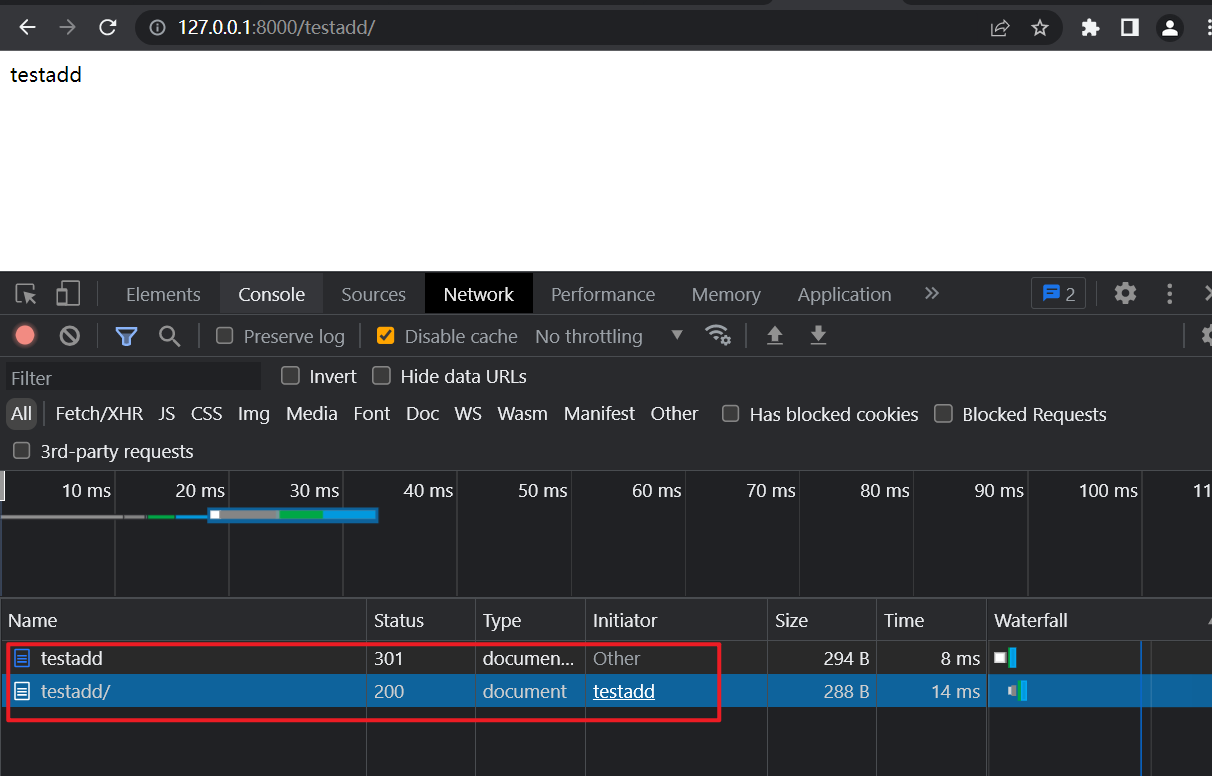 127.0.0.1:8000/testadd/
testadd
Elements Console Sources Network Performance Memory Application 2
Preserve log Disable cache No throttling
Filter Invert Hide data URLs
All Fetch/XHR JS CSS Img Media Font Doc WS Wasm Manifest Other Has blocked cookies Blocked Requests
3rd-party requests
10 ms 20 ms 30 ms 40 ms 50 ms 60 ms 70 ms 80 ms 90 ms 100 ms 11
Name Status Type Initiator Size Time Waterfall
testadd 301 documen... Other 294 B 8 ms
testadd/ 200 document testadd 288 B 14 ms